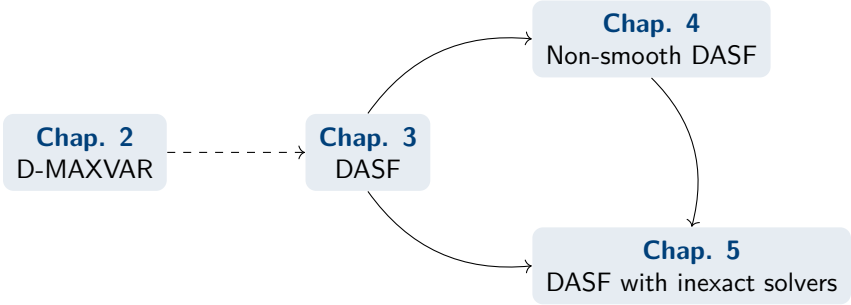 Chap. 4
Non-smooth DASF
Chap. 2
D-MAXVAR
Chap. 3
DASF
Chap. 5
DASF with inexact solvers